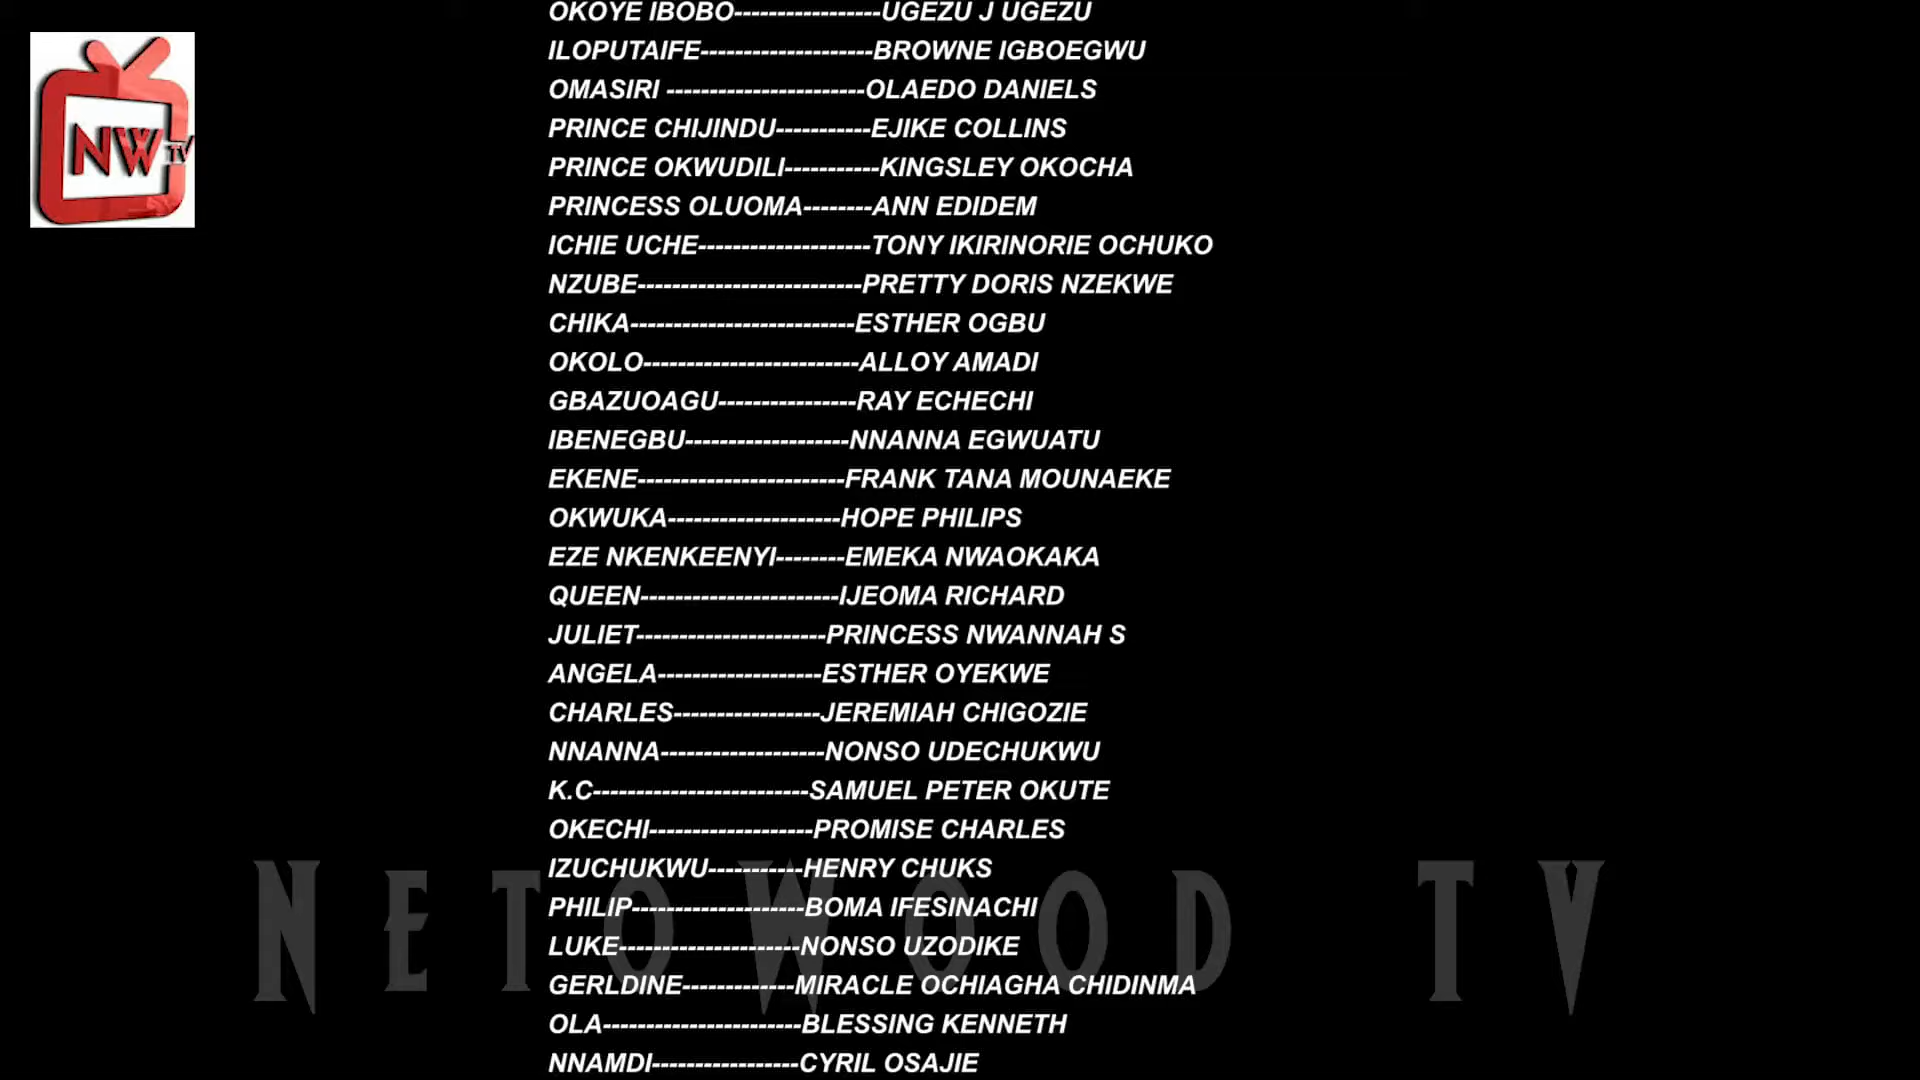 OKOYE IBOBO-----------------UGEZU J UGEZU
ILOPUTAIFE--------------------BROWNE IGBOEGWU
OMASIRI -----------------------OLAEDO DANIELS
PRINCE CHIJINDU-----------EJIKE COLLINS
PRINCE OKWUDILI-----------KINGSLEY OKOCHA
PRINCESS OLUOMA--------ANN EDIDEM
ICHIE UCHE--------------------TONY IKIRINORIE OCHUKO
NZUBE--------------------------PRETTY DORIS NZEKWE
CHIKA--------------------------ESTHER OGBU
OKOLO-------------------------ALLOY AMADI
GBAZUOAGU----------------RAY ECHECHI
IBENEGBU-------------------NNANNA EGWUATU
EKENE------------------------FRANK TANA MOUNAEKE
OKWUKA--------------------HOPE PHILIPS
EZE NKENKEENYI--------EMEKA NWAOKAKA
QUEEN-----------------------IJEOMA RICHARD
JULIET----------------------PRINCESS NWANNAH S
ANGELA-------------------ESTHER OYEKWE
CHARLES-----------------JEREMIAH CHIGOZIE
NNANNA-------------------NONSO UDECHUKWU
K.C-------------------------SAMUEL PETER OKUTE
OKECHI-------------------PROMISE CHARLES
IZUCHUKWU-----------HENRY CHUKS
PHILIP--------------------BOMA IFESINACHI
LUKE---------------------NONSO UZODIKE
GERLDINE-------------MIRACLE OCHIAGHA CHIDINMA
OLA-----------------------BLESSING KENNETH
NNAMDI-----------------CYRIL OSAJIE
NW TV
NETOWOOD TV